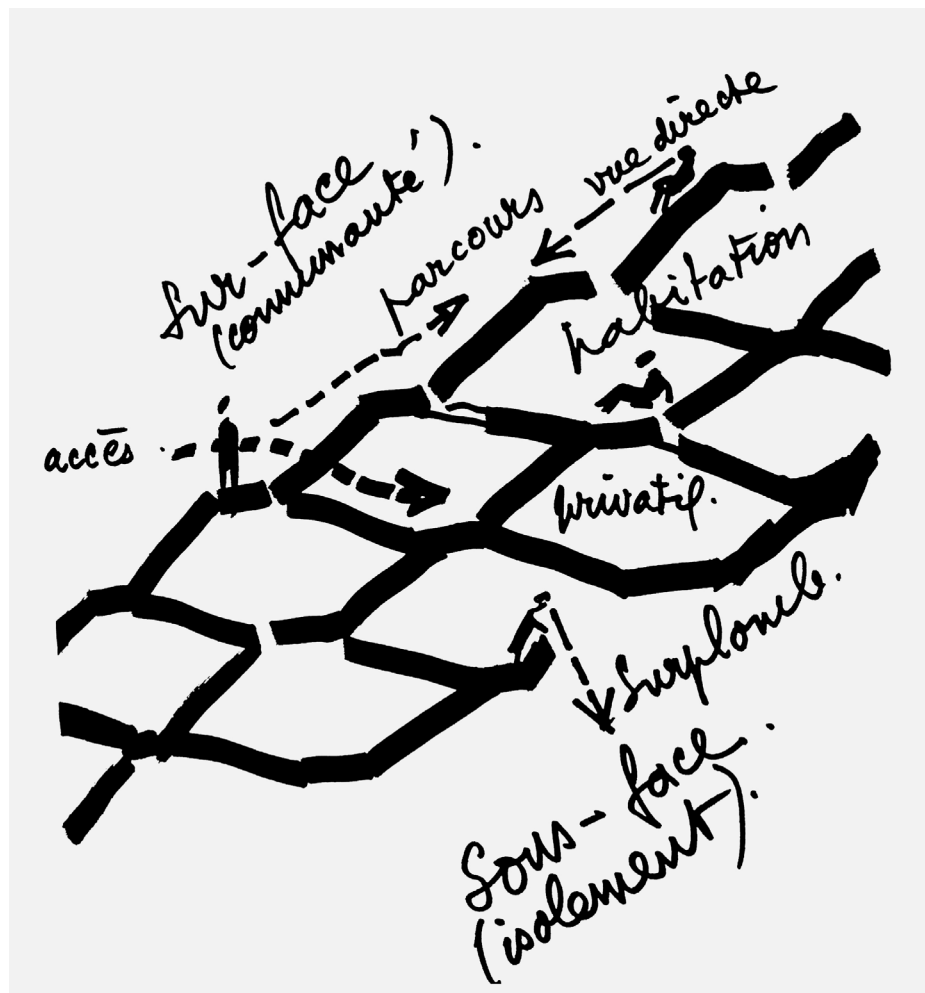 Sur-face
(communauté).
parcours
vue directe
habitation
accès
privatif.
Surplomb.
Sous-face.
(isolement).